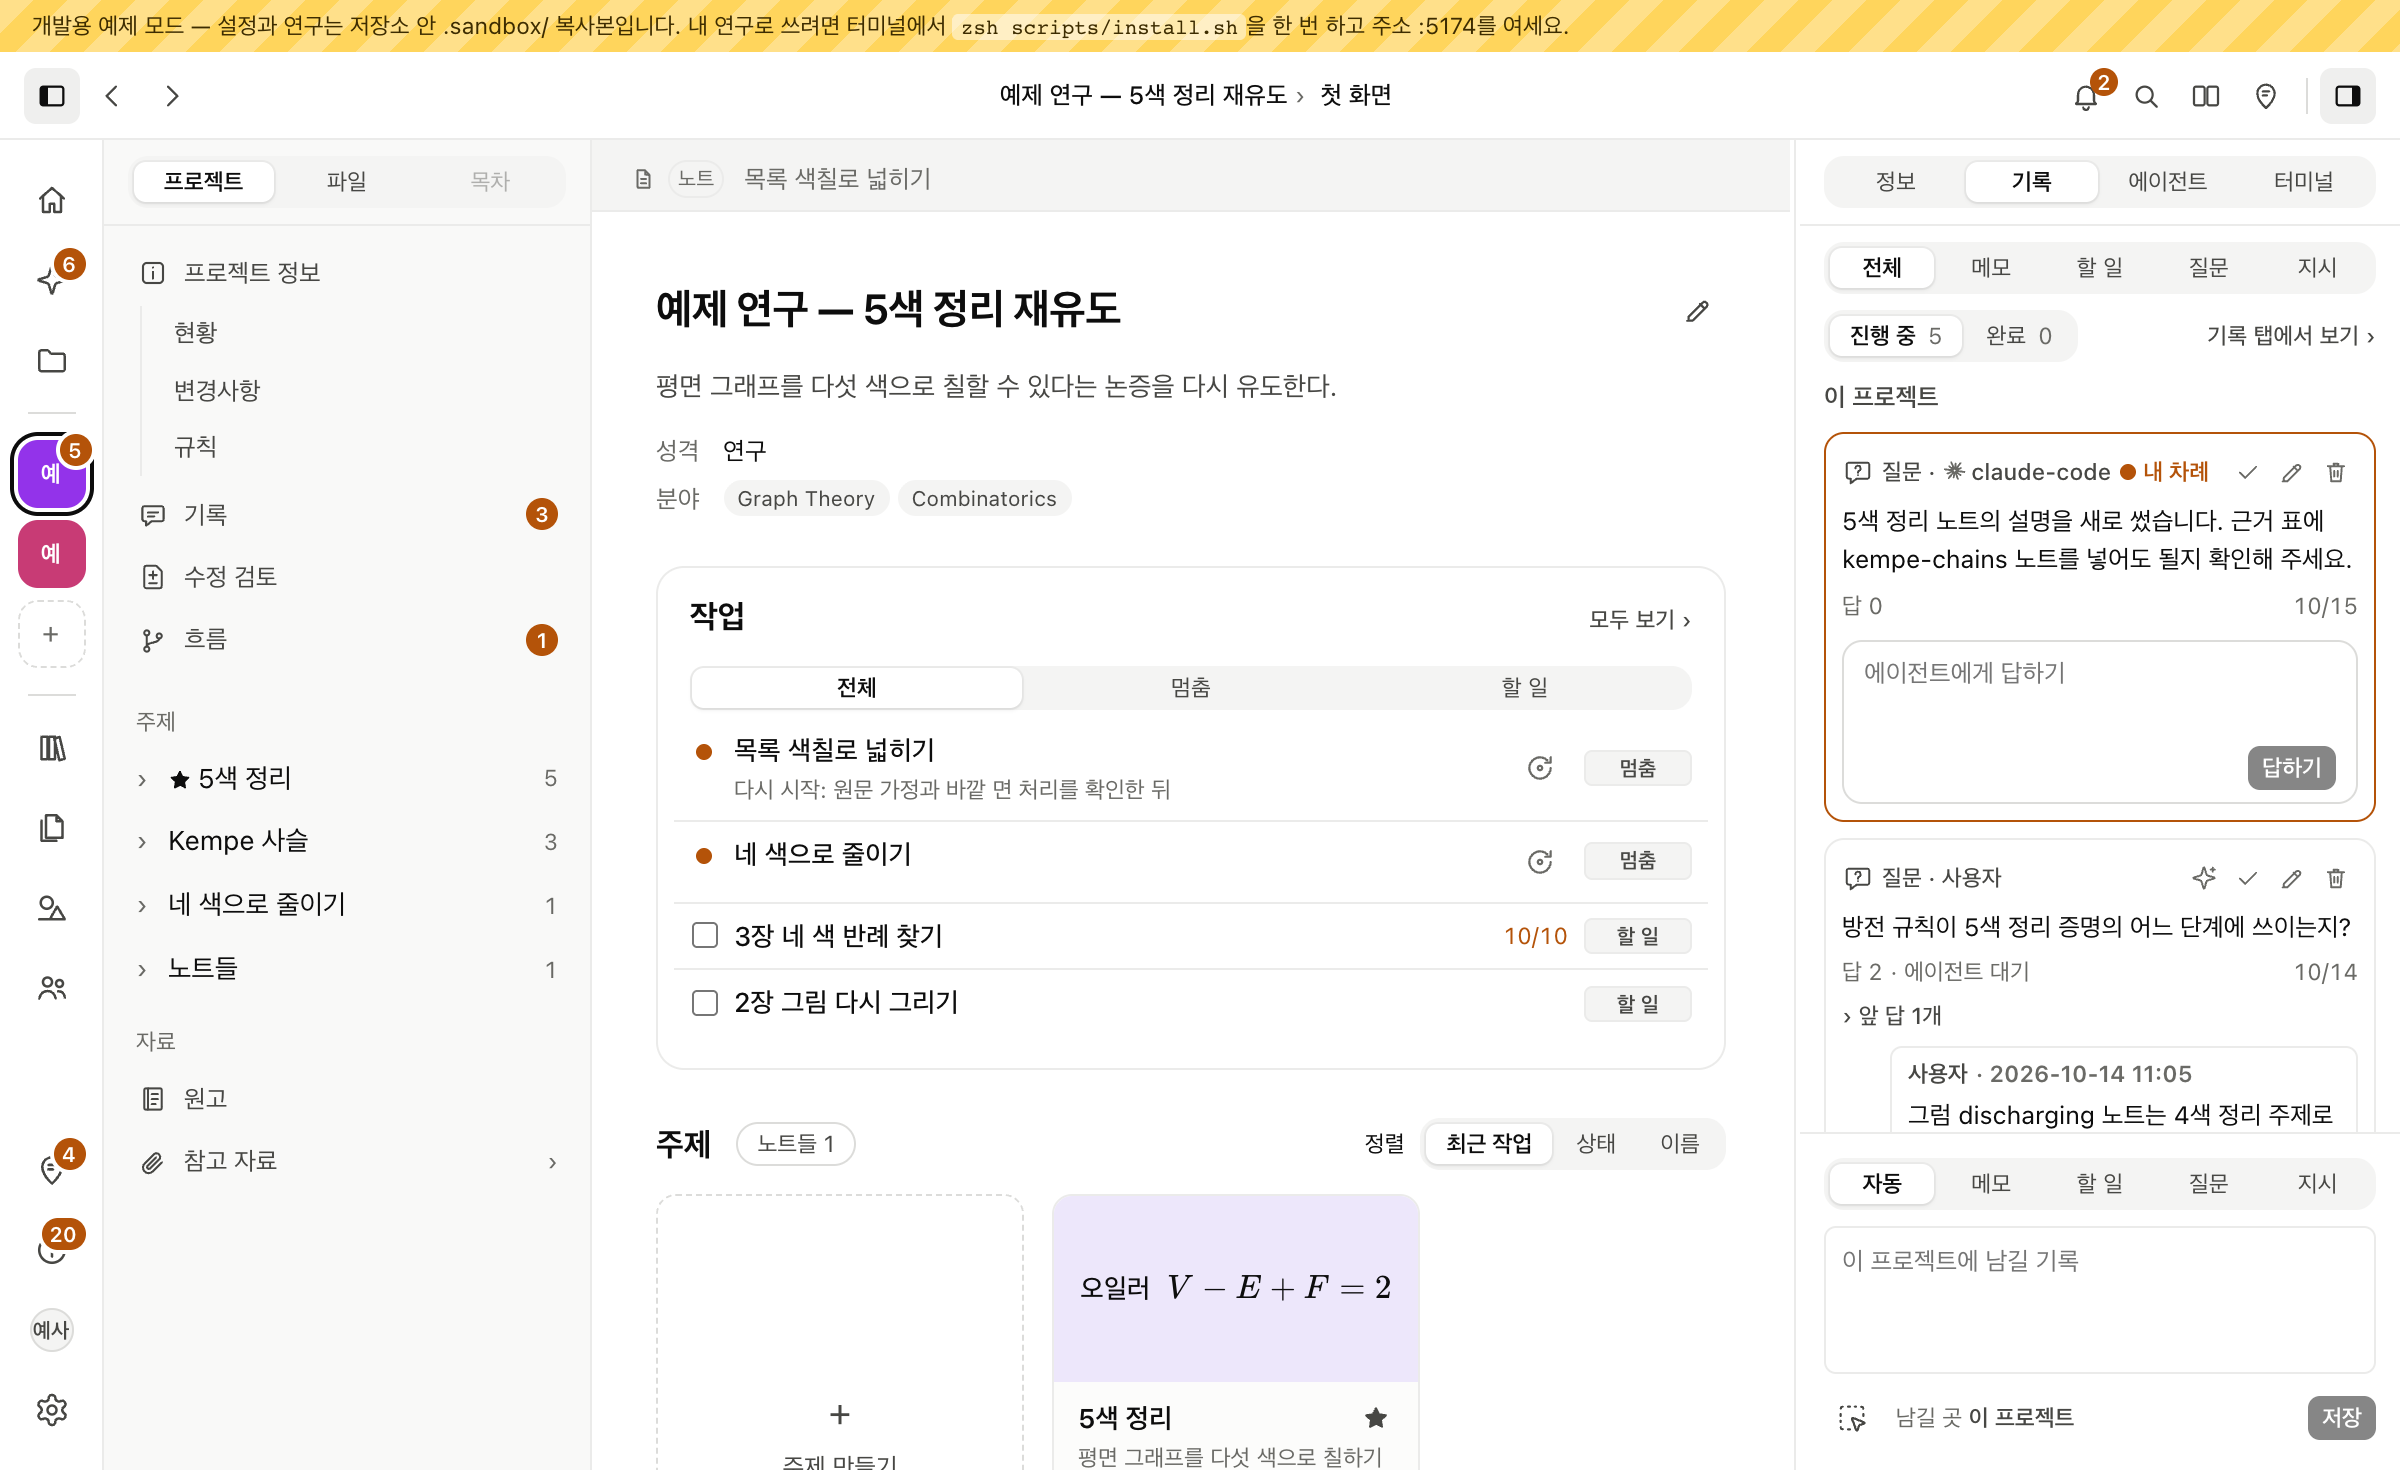 개발용 예제 모드 — 설정과 연구는 저장소 안 .sandbox/ 복사본입니다. 내 연구로 쓰려면 터미널에서 zsh scripts/install.sh을 한 번 하고 주소 :5174를 여세요.
예제 연구 — 5색 정리 재유도 › 첫 화면
2
6
5
예
예
+
4
20
예사
프로젝트 파일 목차
프로젝트 정보
현황
변경사항
규칙
기록 3
수정 검토
흐름 1
주제
› ★ 5색 정리 5
› Kempe 사슬 3
› 네 색으로 줄이기 1
› 노트들 1
자료
원고
참고 자료 ›
노트 목록 색칠로 넓히기
예제 연구 — 5색 정리 재유도
평면 그래프를 다섯 색으로 칠할 수 있다는 논증을 다시 유도한다.
성격 연구
분야 Graph Theory Combinatorics
작업 모두 보기 ›
전체 멈춤 할 일
목록 색칠로 넓히기 멈춤
다시 시작: 원문 가정과 바깥 면 처리를 확인한 뒤
네 색으로 줄이기 멈춤
3장 네 색 반례 찾기 10/10 할 일
2장 그림 다시 그리기 할 일
주제 노트들 1 정렬 최근 작업 상태 이름
+
주제 만들기
오일러 V − E + F = 2
5색 정리 ★
평면 그래프를 다섯 색으로 칠하기
정보 기록 에이전트 터미널
전체 메모 할 일 질문 지시
진행 중 5 완료 0 기록 탭에서 보기 ›
이 프로젝트
질문 · claude-code 내 차례
5색 정리 노트의 설명을 새로 썼습니다. 근거 표에
kempe-chains 노트를 넣어도 될지 확인해 주세요.
답 0 10/15
에이전트에게 답하기
답하기
질문 · 사용자
방전 규칙이 5색 정리 증명의 어느 단계에 쓰이는지?
답 2 · 에이전트 대기 10/14
› 앞 답 1개
사용자 · 2026-10-14 11:05
그럼 discharging 노트는 4색 정리 주제로
자동 메모 할 일 질문 지시
이 프로젝트에 남길 기록
남길 곳 이 프로젝트 저장